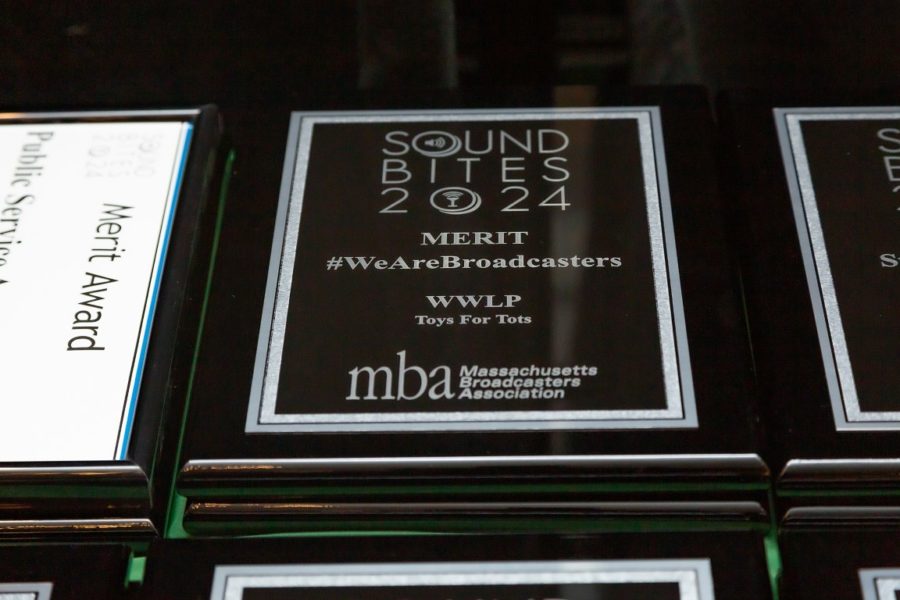 SOUND
BITES
2024
MERIT
#WeAreBroadcasters
WWLP
Toys For Tots
mba Massachusetts
Broadcasters
Association
SOUND
BITES
2024
Merit Award
Public Service